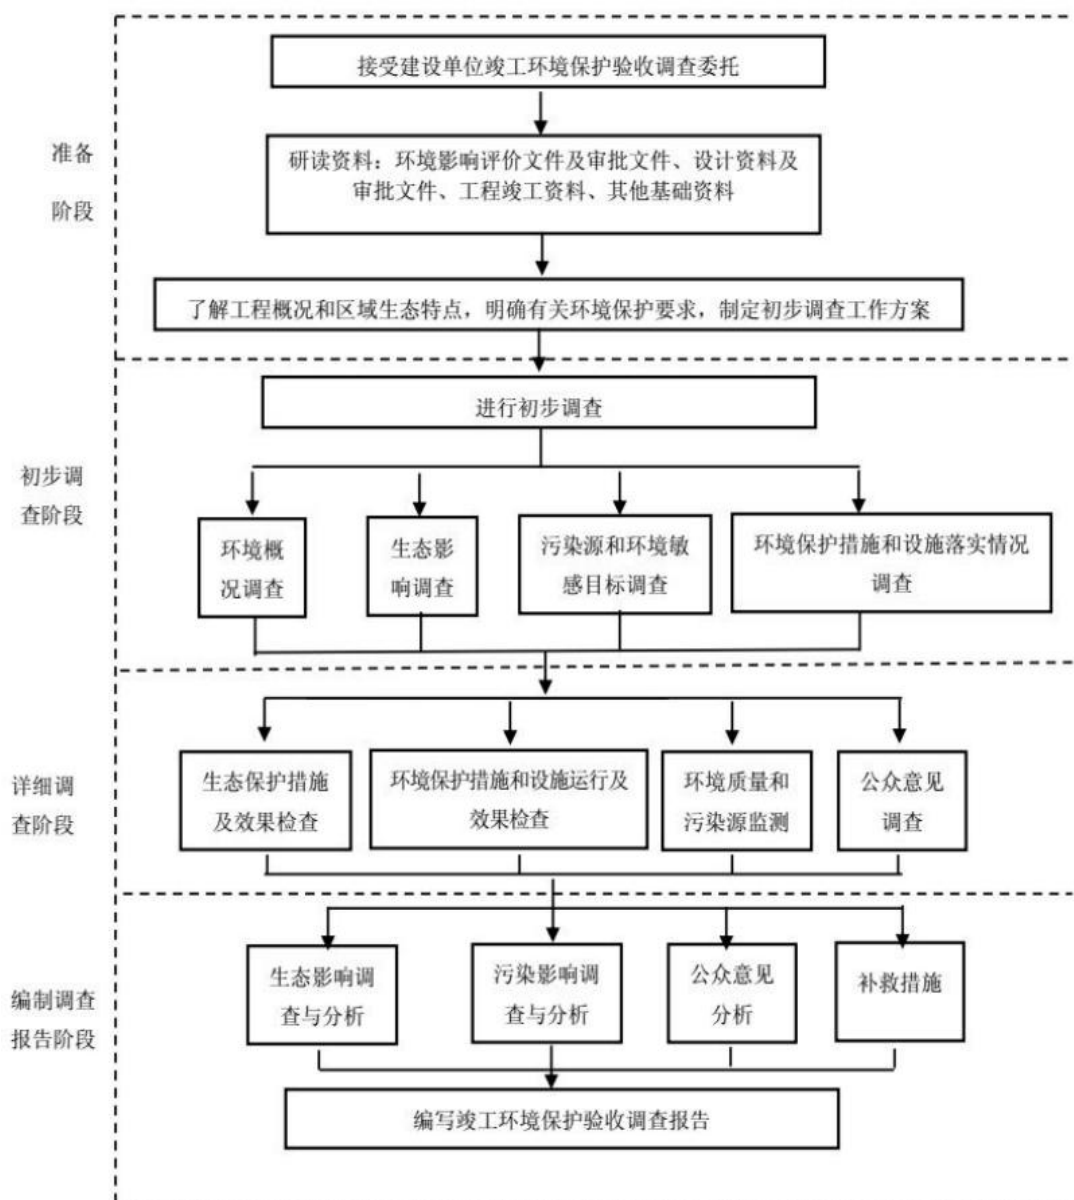 接受建设单位竣工环境保护验收调查委托
准备
阶段
研读资料：环境影响评价文件及审批文件、设计资料及
审批文件、工程竣工资料、其他基础资料
了解工程概况和区域生态特点，明确有关环境保护要求，制定初步调查工作方案
进行初步调查
初步调
查阶段
环境概
况调查
生态影
响调查
污染源和环境敏
感目标调查
环境保护措施和设施落实情况
调查
详细调
查阶段
生态保护措施
及效果检查
环境保护措施和设施运行及
效果检查
环境质量和
污染源监测
公众意见
调查
编制调查
报告阶段
生态影响调
查与分析
污染影响调
查与分析
公众意见
分析
补救措施
编写竣工环境保护验收调查报告